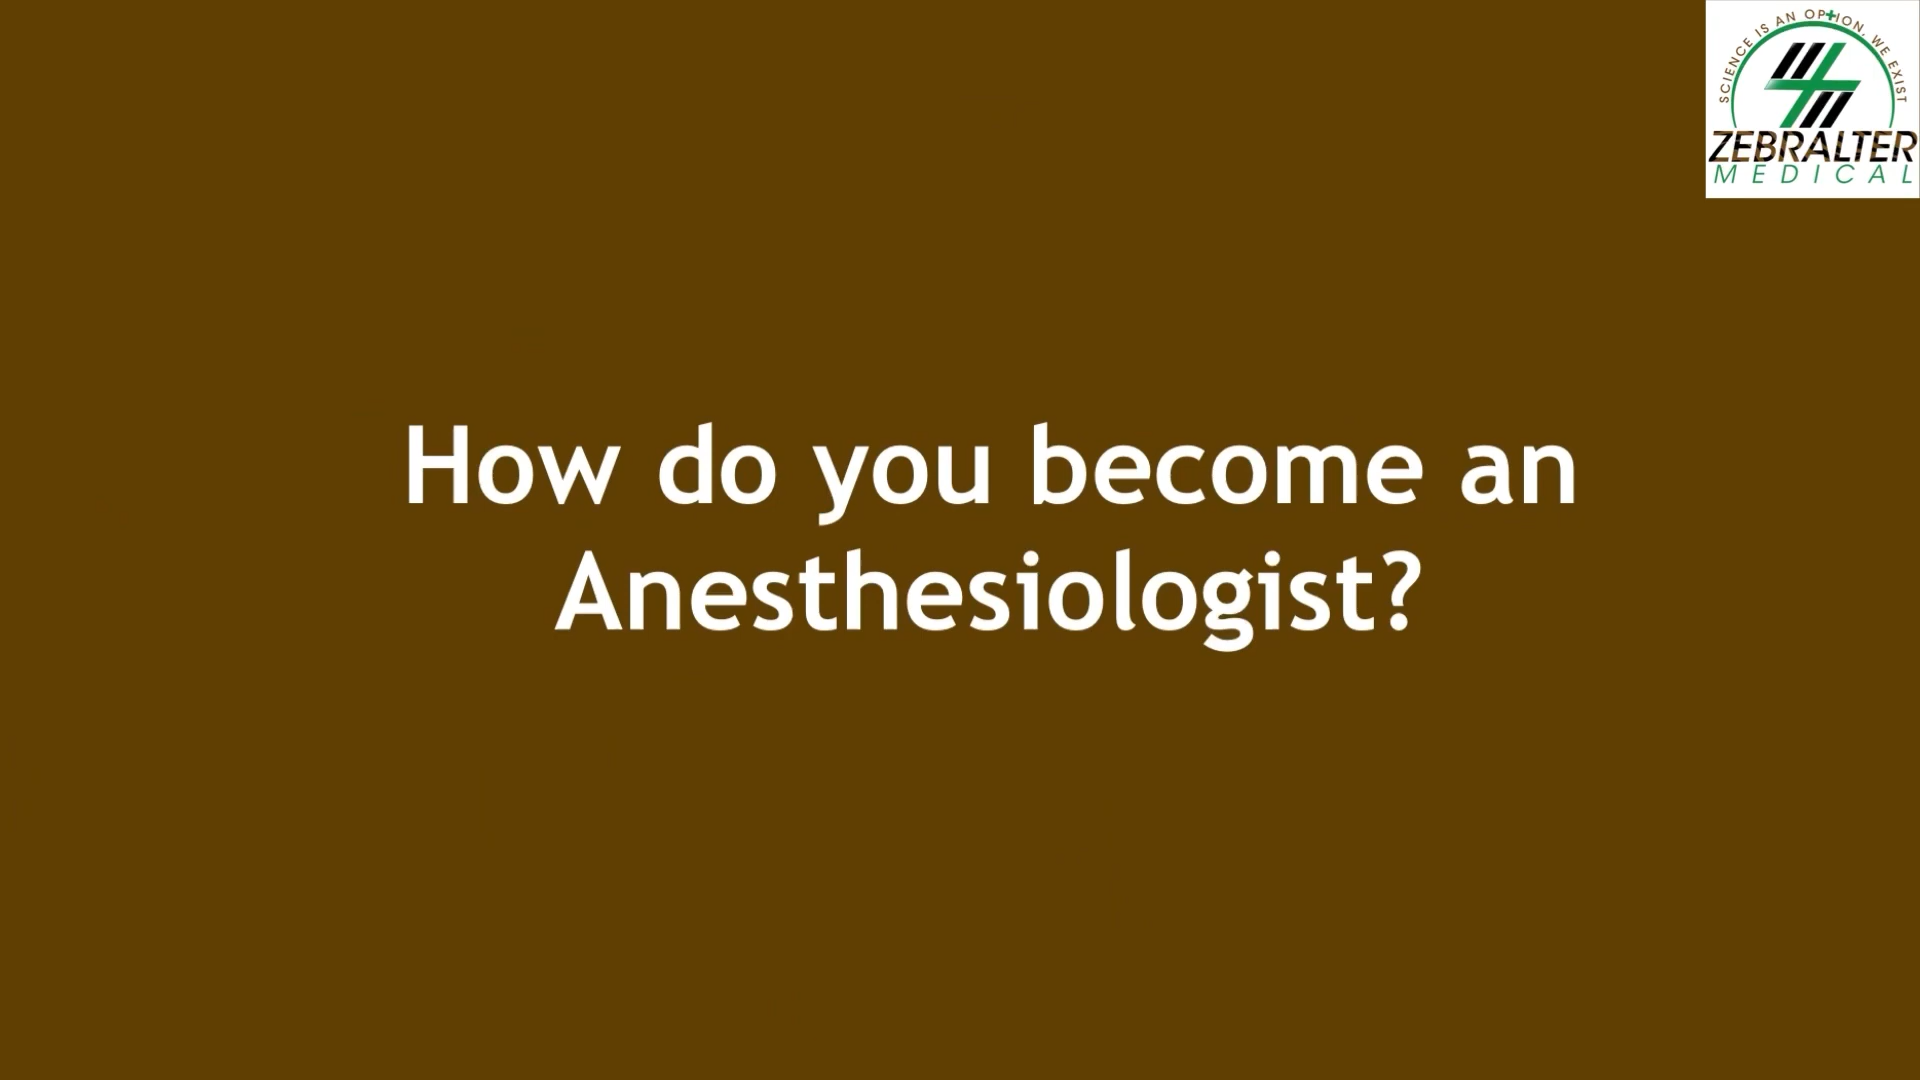 SCIENCE IS AN OPTION, WE EXIST
ZEBRALTER
MEDICAL
How do you become an
Anesthesiologist?